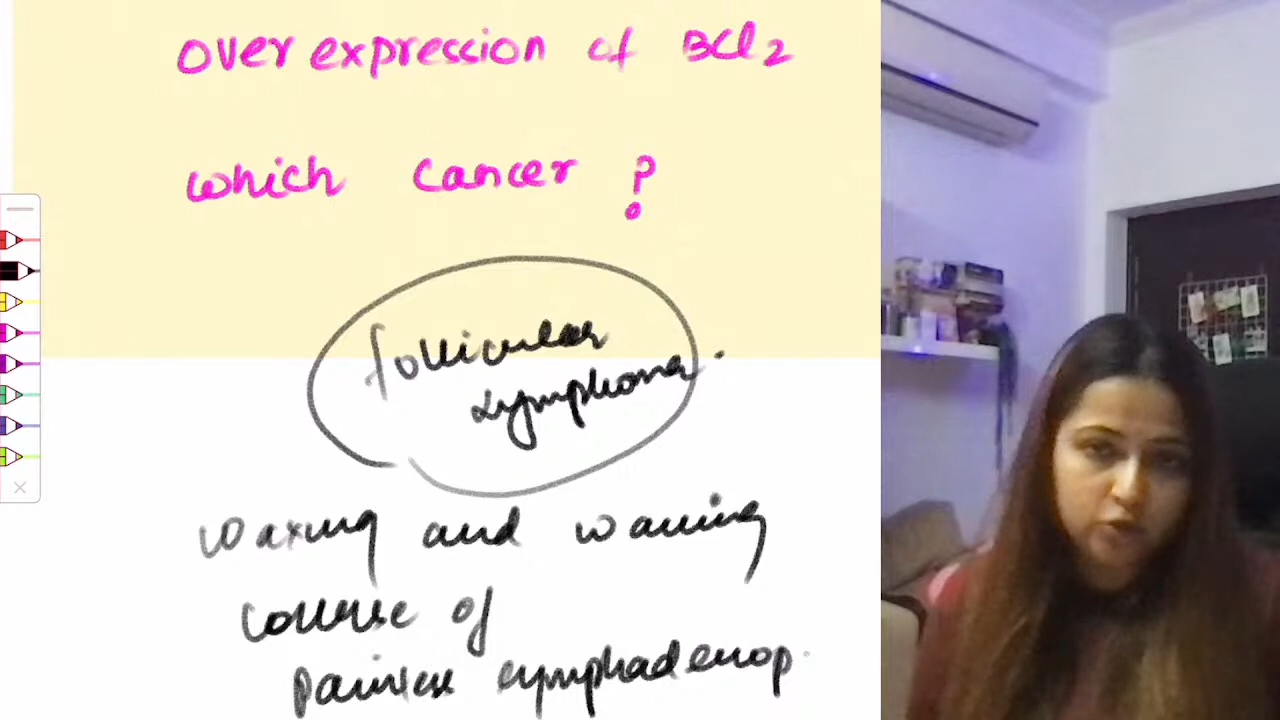 over expression of BCl2
which cancer ?
follicular
Lymphoma.
waxing and waning
course of
painless lymphadenop